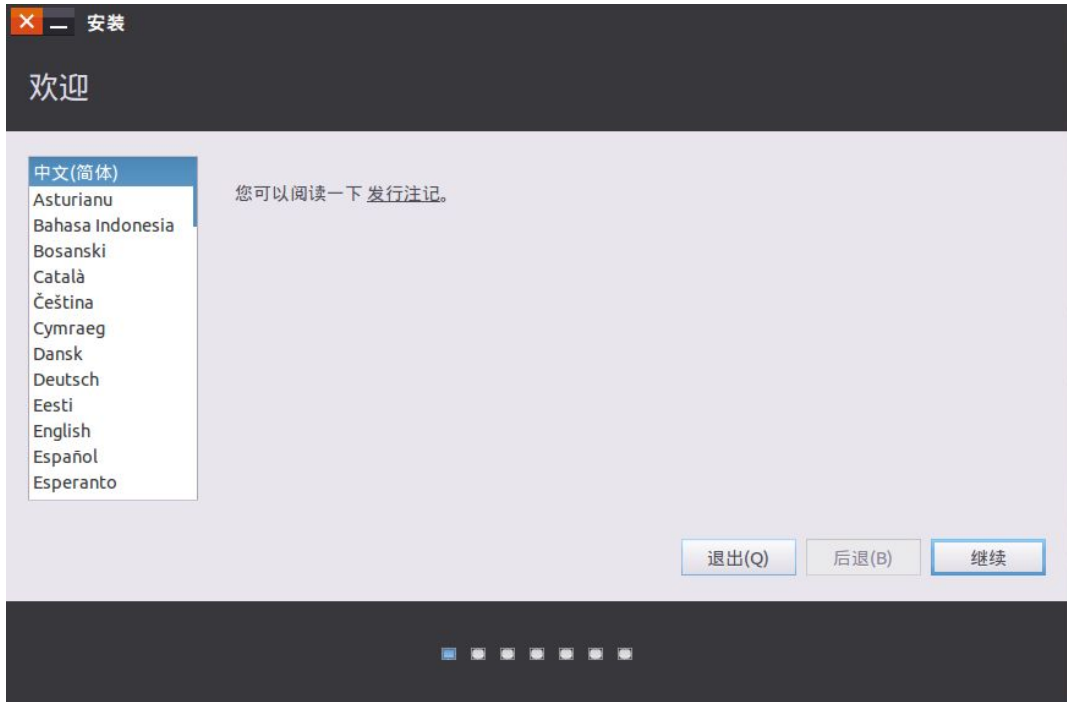 安装
欢迎
中文(简体)
Asturianu
Bahasa Indonesia
Bosanski
Català
Čeština
Cymraeg
Dansk
Deutsch
Eesti
English
Español
Esperanto
您可以阅读一下 发行注记。
退出(Q)
后退(B)
继续